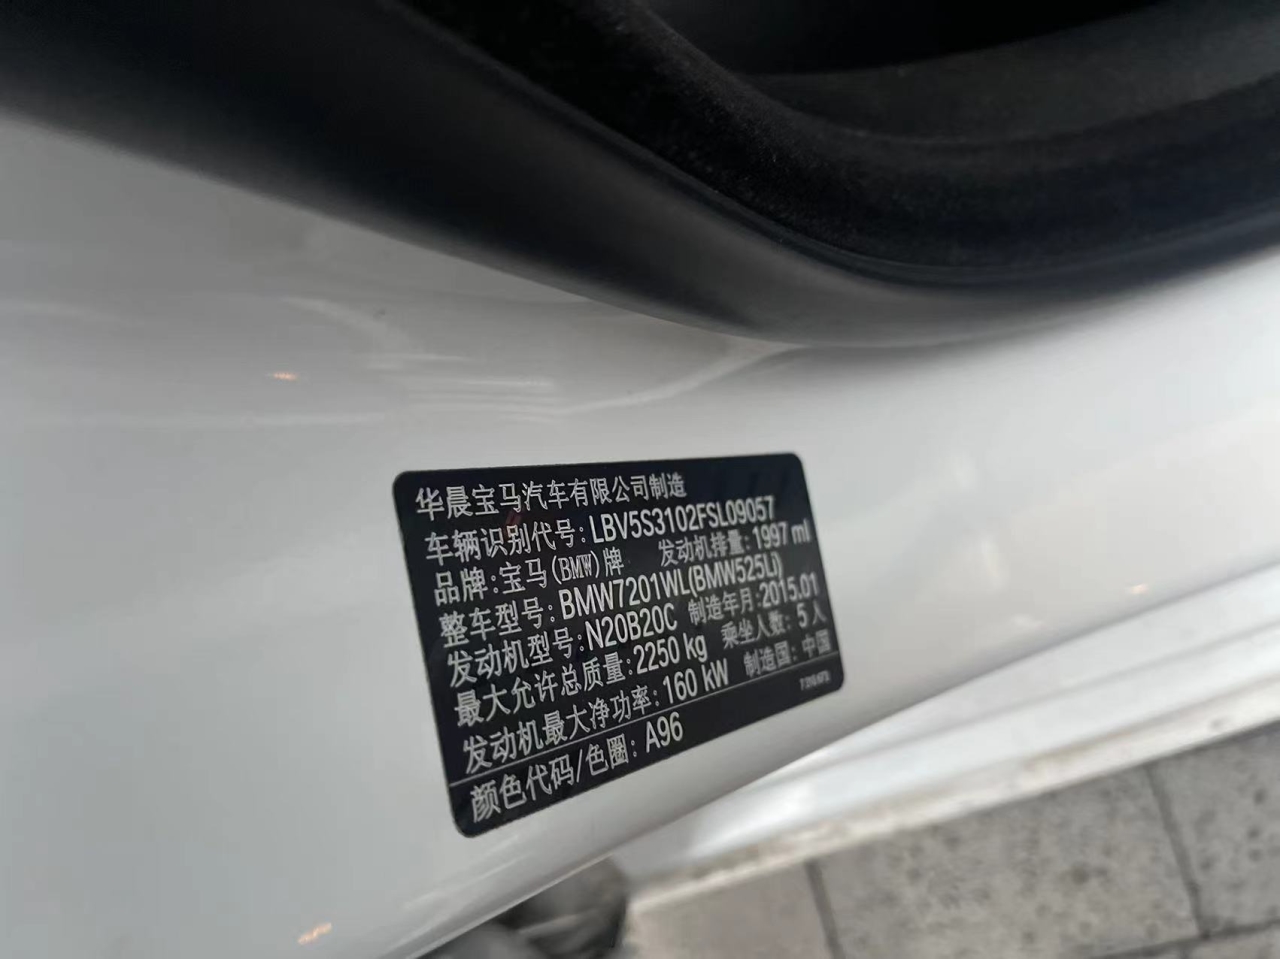 华晨宝马汽车有限公司制造
车辆识别代号: LBV5S3102FSL09057
品牌: 宝马(BMW)牌 发动机排量: 1997 ml
整车型号: BMW7201WL(BMW525Li)
发动机型号: N20B20C 制造年月: 2015.01
最大允许总质量: 2250 kg 乘坐人数: 5 人
发动机最大净功率: 160 kW 制造国: 中国
颜色代码/色圈: A96